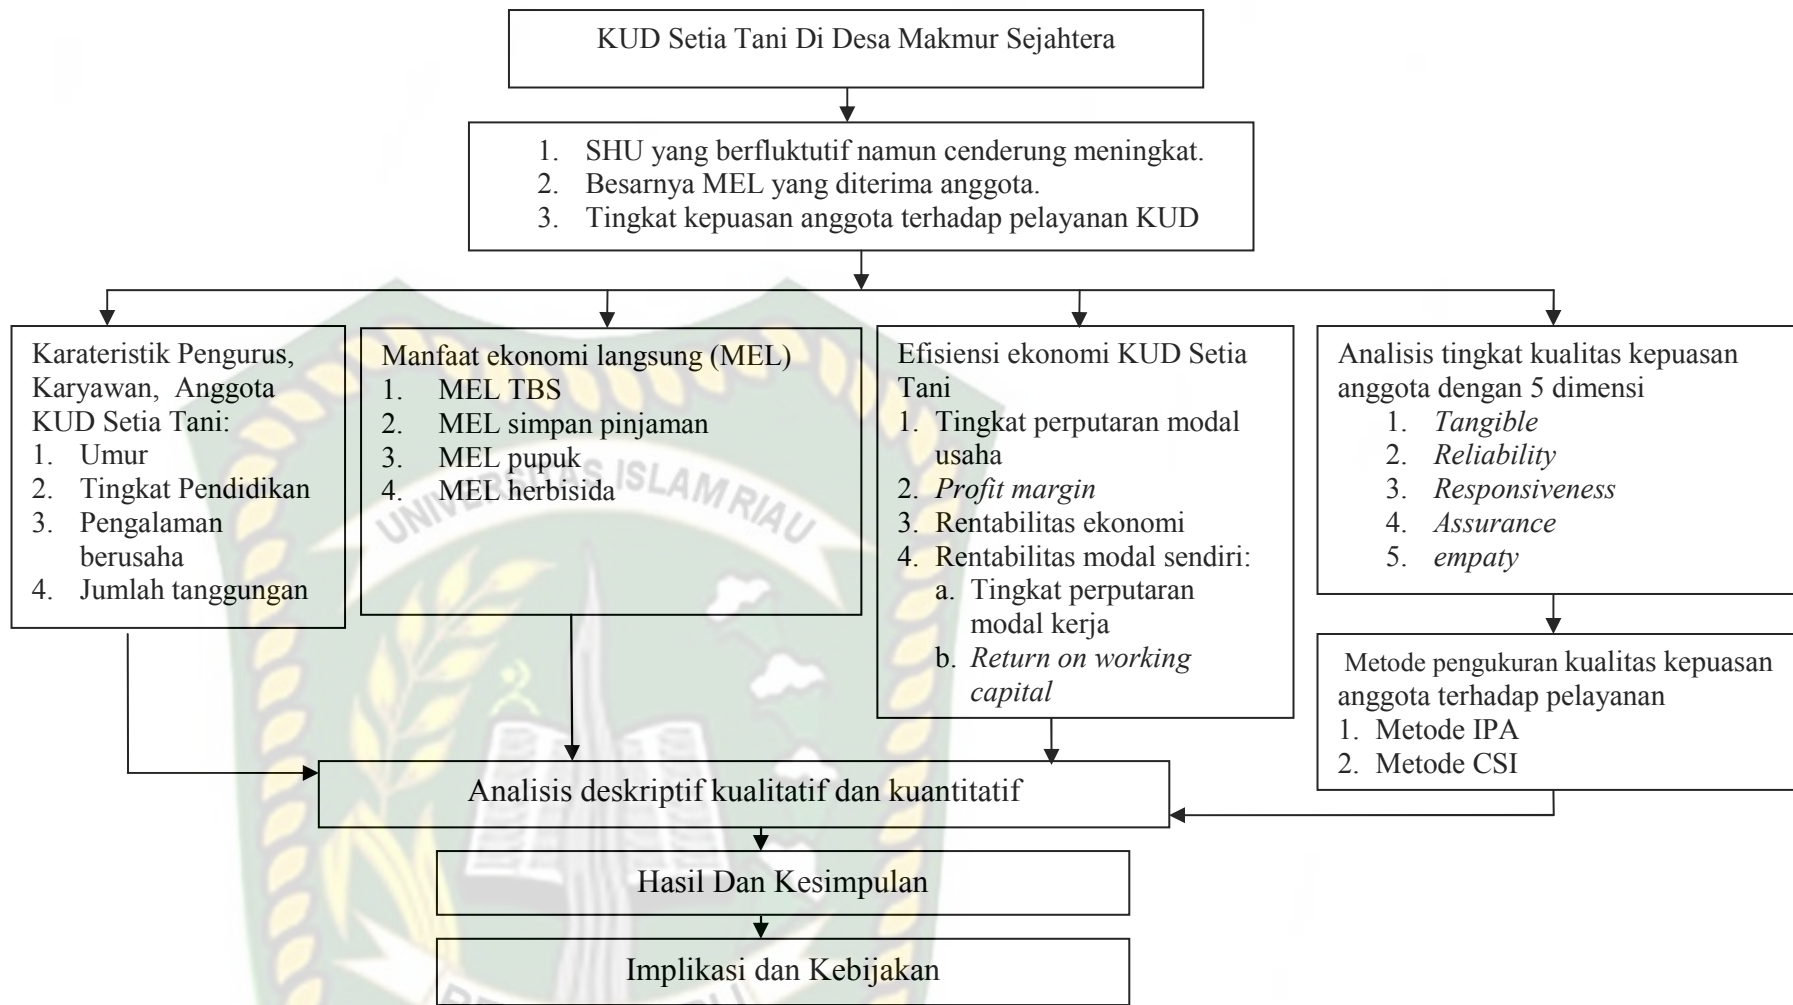 KUD Setia Tani Di Desa Makmur Sejahtera
1. SHU yang berfluktutif namun cenderung meningkat.
2. Besarnya MEL yang diterima anggota.
3. Tingkat kepuasan anggota terhadap pelayanan KUD
Karateristik Pengurus,
Karyawan, Anggota
KUD Setia Tani:
1. Umur
2. Tingkat Pendidikan
3. Pengalaman
berusaha
4. Jumlah tanggungan
Manfaat ekonomi langsung (MEL)
1. MEL TBS
2. MEL simpan pinjaman
3. MEL pupuk
4. MEL herbisida
Efisiensi ekonomi KUD Setia
Tani
1. Tingkat perputaran modal
usaha
2. Profit margin
3. Rentabilitas ekonomi
4. Rentabilitas modal sendiri:
a. Tingkat perputaran
modal kerja
b. Return on working
capital
Analisis tingkat kualitas kepuasan
anggota dengan 5 dimensi
1. Tangible
2. Reliability
3. Responsiveness
4. Assurance
5. empaty
Metode pengukuran kualitas kepuasan
anggota terhadap pelayanan
1. Metode IPA
2. Metode CSI
Analisis deskriptif kualitatif dan kuantitatif
Hasil Dan Kesimpulan
Implikasi dan Kebijakan
UNIVERSITAS ISLAM RIAU